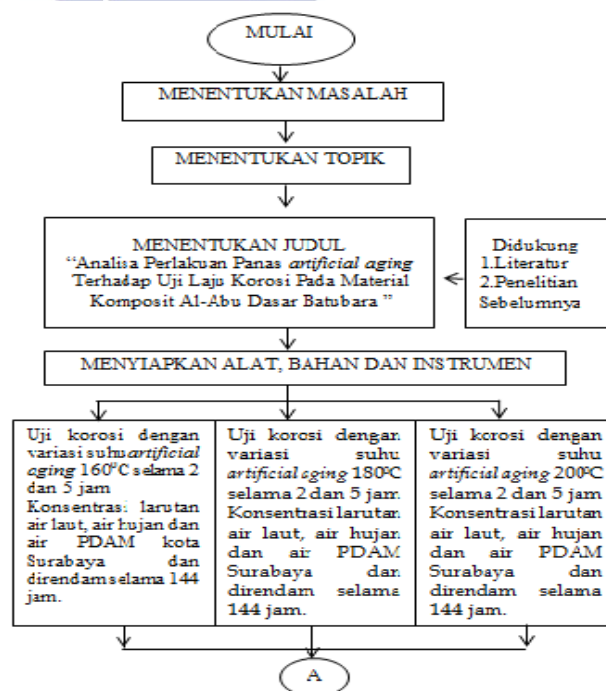 MULAI
MENENTUKAN MASALAH
MENENTUKAN TOPIK
MENENTUKAN JUDUL
“Analisa Perlakuan Panas artificial aging
Terhadap Uji Laju Korosi Pada Material
Komposit Al-Abu Dasar Batubara ”
Didukung
1.Literatur
2.Penelitian
Sebelumnya
MENYIAPKAN ALAT, BAHAN DAN INSTRUMEN
Uji korosi dengan
variasi suhu artificial
aging 160°C selama 2
dan 5 jam
Konsentrasi larutan
air laut, air hujan dan
air PDAM kota
Surabaya dan
direndam selama 144
jam.
Uji korosi dengan
variasi suhu
artificial aging 180°C
selama 2 dan 5 jam.
Konsentrasi larutan
air laut, air hujan
dan air PDAM
Surabaya dan
direndam selama
144 jam.
Uji korosi dengan
variasi suhu
artificial aging 200°C
selama 2 dan 5 jam
Konsentrasi larutan
air laut, air hujan
dan air PDAM
Surabaya dan
direndam selama
144 jam.
A